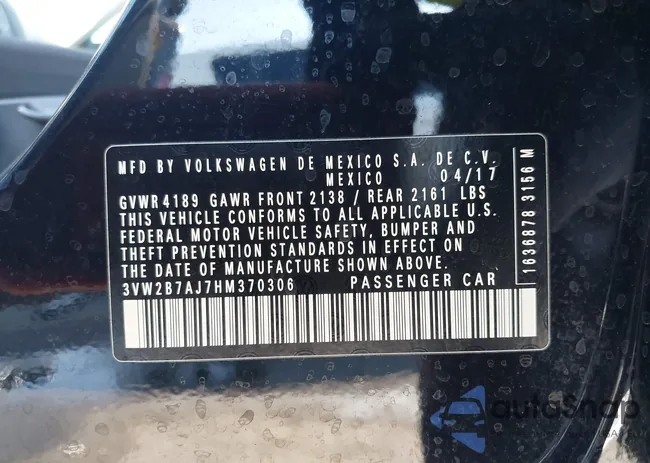 MFD BY VOLKSWAGEN DE MEXICO S.A. DE C.V.
MEXICO 04/17
GVWR 4189 GAWR FRONT 2138 / REAR 2161 LBS
THIS VEHICLE CONFORMS TO ALL APPLICABLE U.S.
FEDERAL MOTOR VEHICLE SAFETY, BUMPER AND
THEFT PREVENTION STANDARDS IN EFFECT ON
THE DATE OF MANUFACTURE SHOWN ABOVE.
3VW2B7AJ7HM370306 PASSENGER CAR
1636878 3156 M
autoSnap